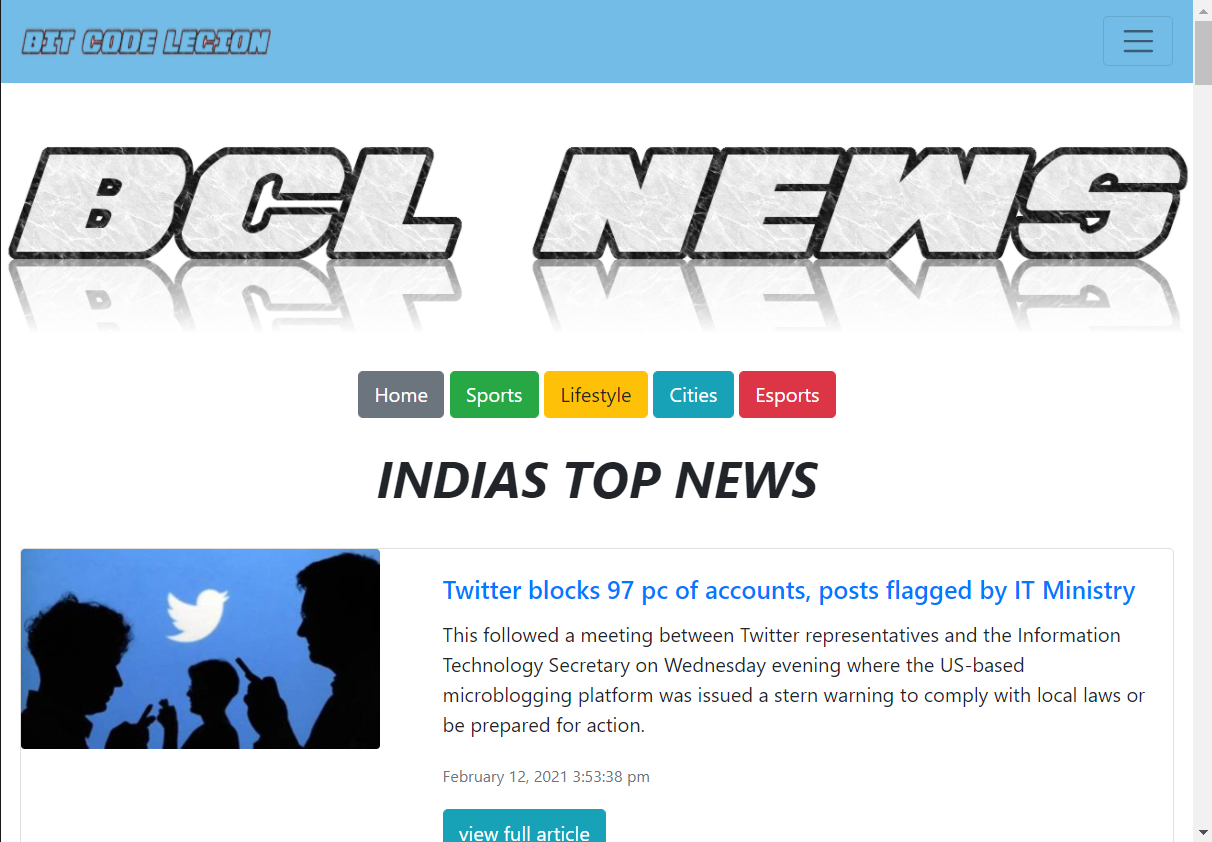 BIT CODE LEGION
BCL NEWS
Home Sports Lifestyle Cities Esports
INDIAS TOP NEWS
Twitter blocks 97 pc of accounts, posts flagged by IT Ministry
This followed a meeting between Twitter representatives and the Information
Technology Secretary on Wednesday evening where the US-based
microblogging platform was issued a stern warning to comply with local laws or
be prepared for action.
February 12, 2021 3:53:38 pm
view full article